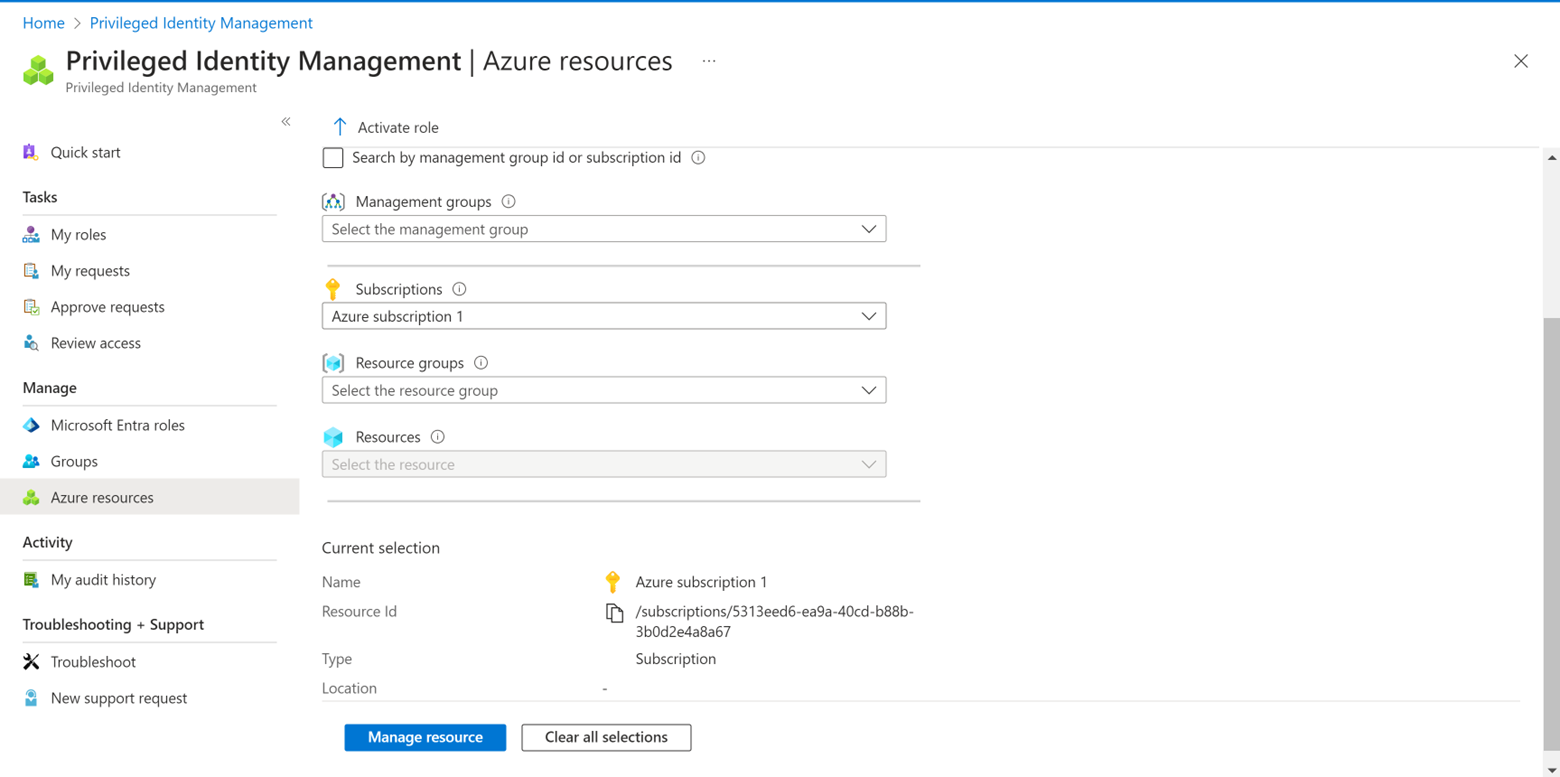 Home > Privileged Identity Management
Privileged Identity Management | Azure resources ...
Privileged Identity Management
«
Quick start
Tasks
My roles
My requests
Approve requests
Review access
Manage
Microsoft Entra roles
Groups
Azure resources
Activity
My audit history
Troubleshooting + Support
Troubleshoot
New support request
Activate role
Search by management group id or subscription id
Management groups
Select the management group
Subscriptions
Azure subscription 1
Resource groups
Select the resource group
Resources
Select the resource
Current selection
Name Azure subscription 1
Resource Id /subscriptions/5313eed6-ea9a-40cd-b88b-
3b0d2e4a8a67
Type Subscription
Location -
Manage resource Clear all selections